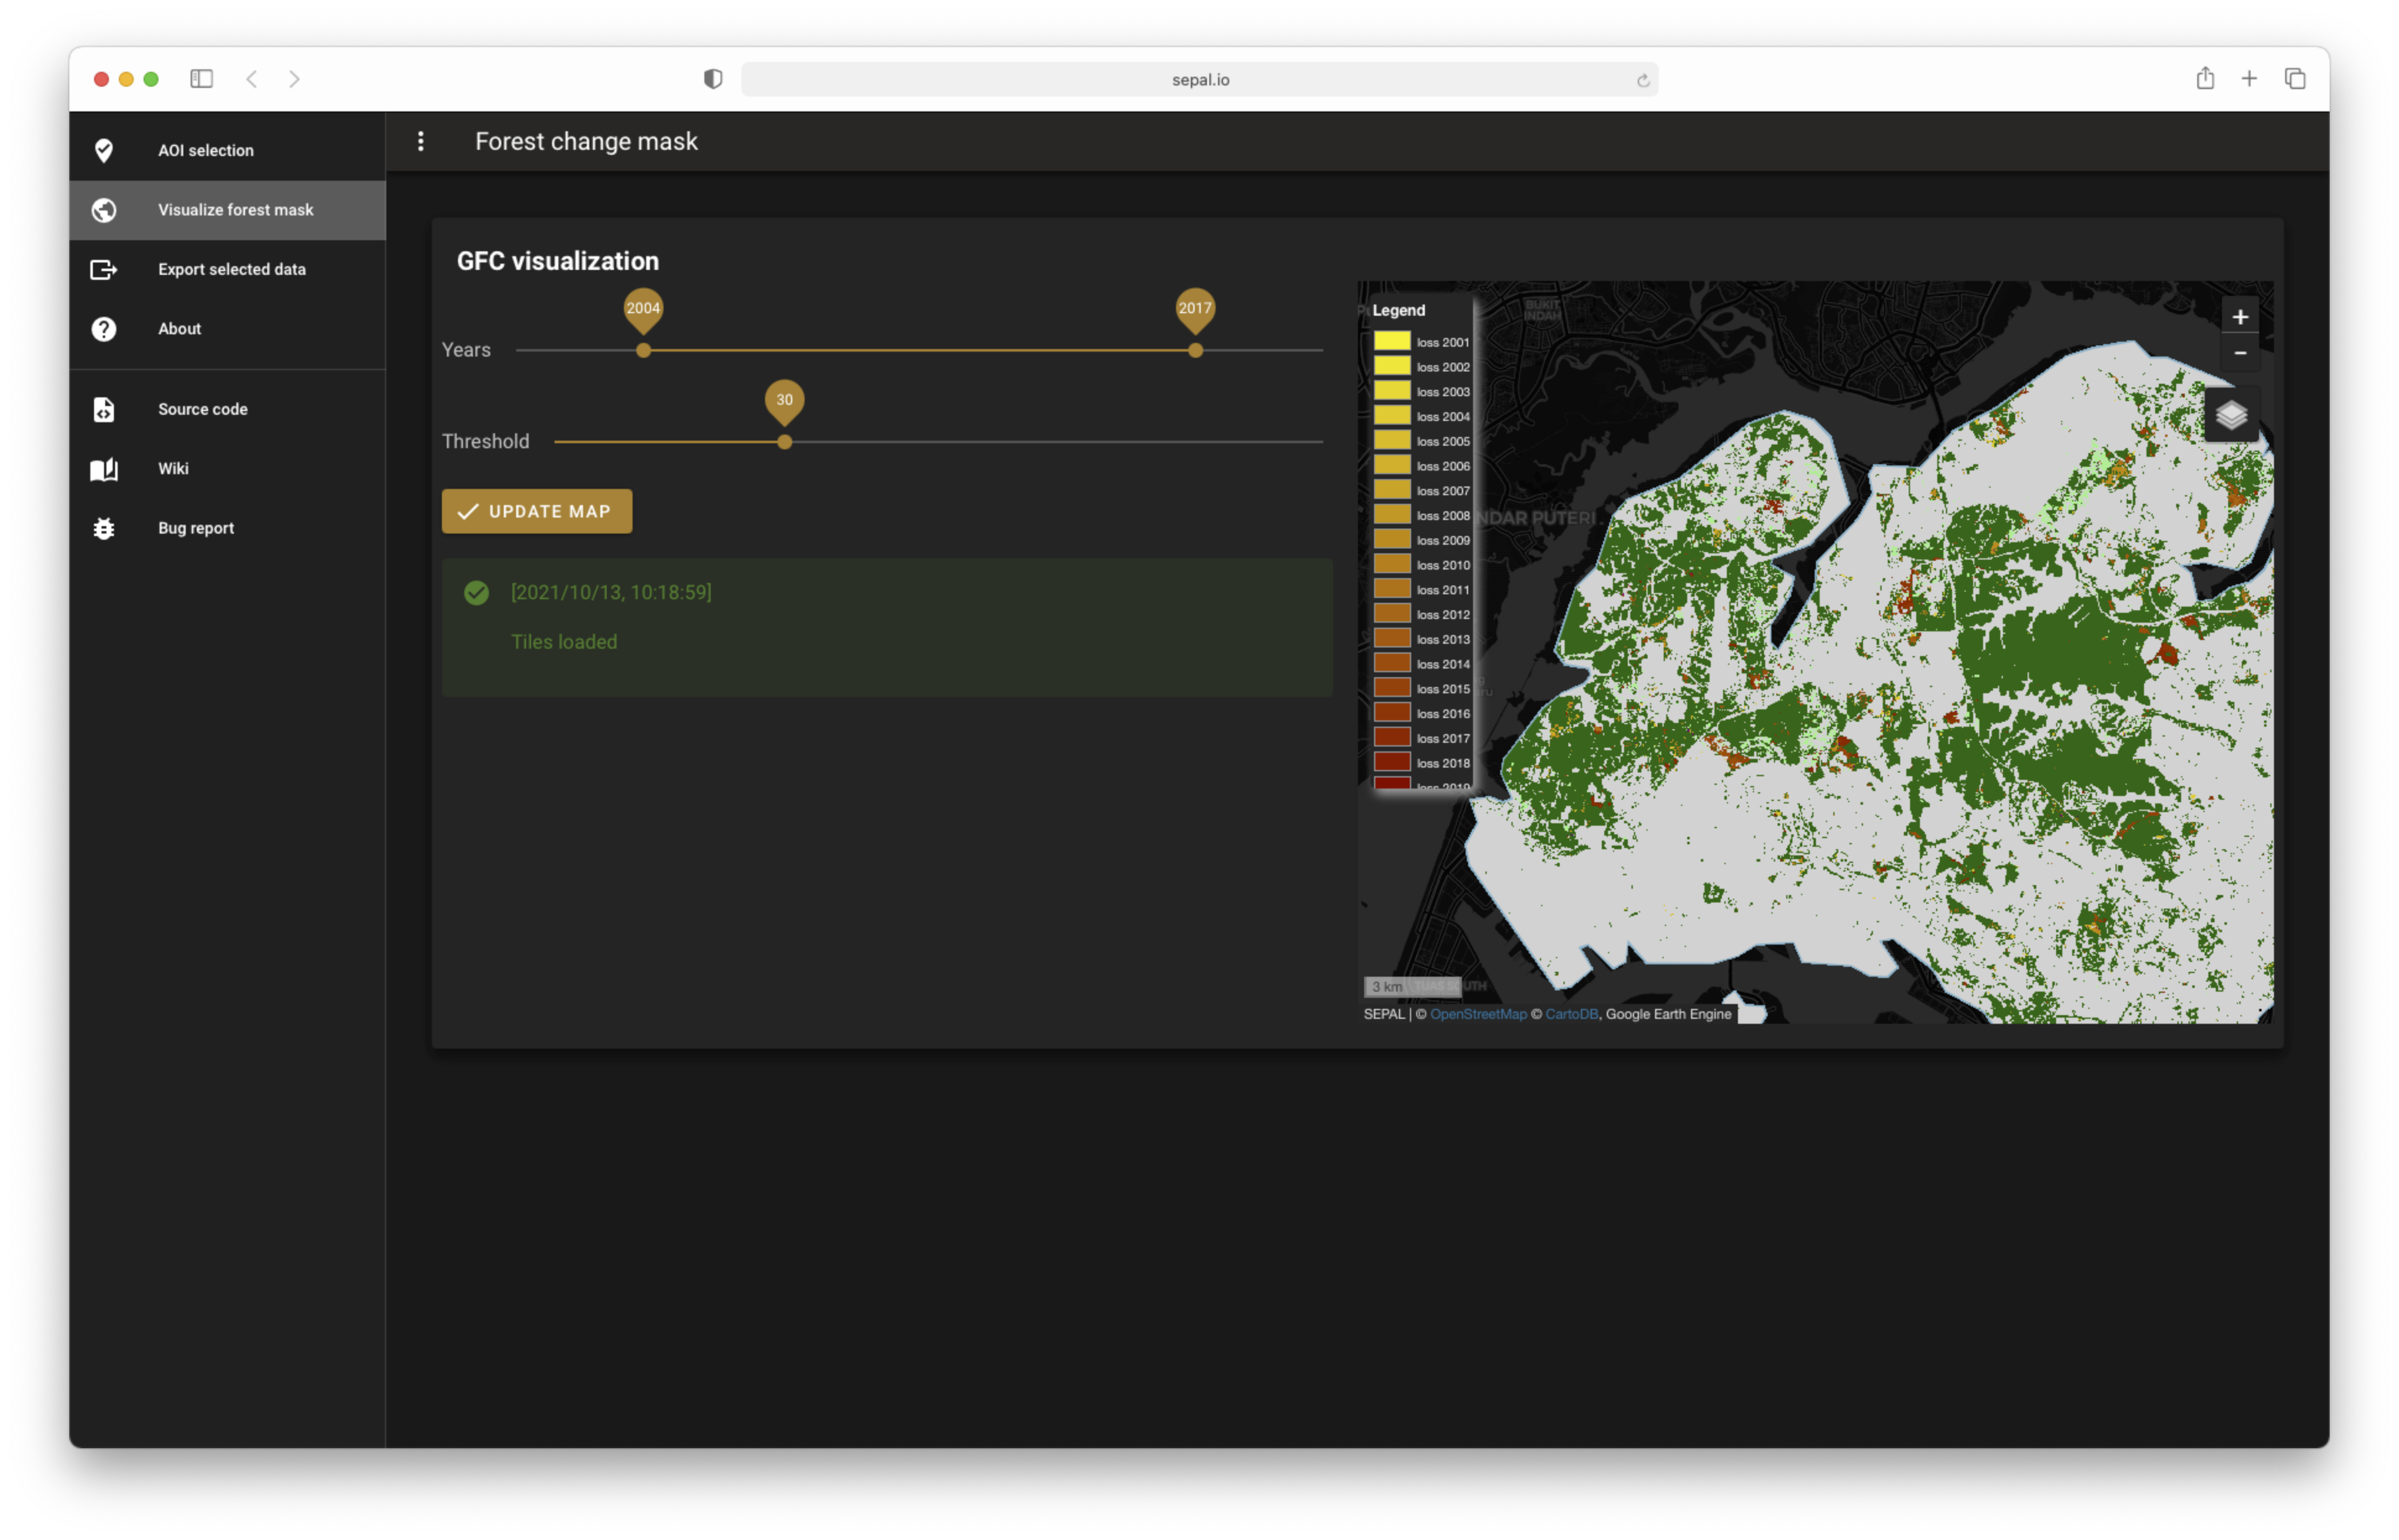 sepal.io
AOI selection
Visualize forest mask
Export selected data
About
Source code
Wiki
Bug report
Forest change mask
GFC visualization
2004
2017
Years
30
Threshold
UPDATE MAP
[2021/10/13, 10:18:59]
Tiles loaded
Legend
loss 2001
loss 2002
loss 2003
loss 2004
loss 2005
loss 2006
loss 2007
loss 2008
loss 2009
loss 2010
loss 2011
loss 2012
loss 2013
loss 2014
loss 2015
loss 2016
loss 2017
loss 2018
loss 2019
BUKIT
INDAH
NDAR PUTERI
+
−
3 km
TUAS SOUTH
SEPAL | © OpenStreetMap © CartoDB, Google Earth Engine